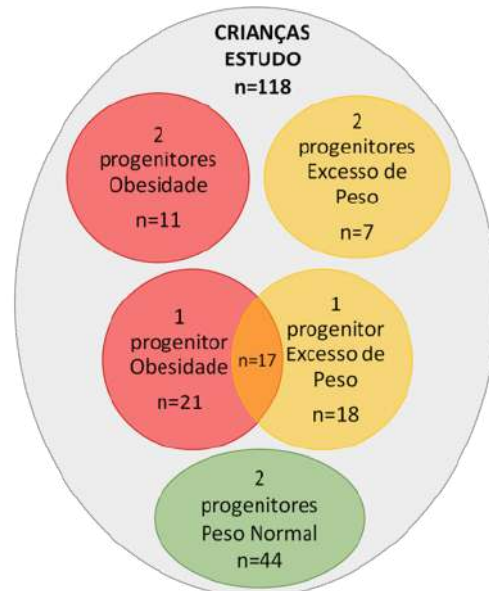 CRIANÇAS
ESTUDO
n=118
2
progenitores
Obesidade
n=11
2
progenitores
Excesso de
Peso
n=7
1
progenitor
Obesidade
n=21
n=17
1
progenitor
Excesso de
Peso
n=18
2
progenitores
Peso Normal
n=44